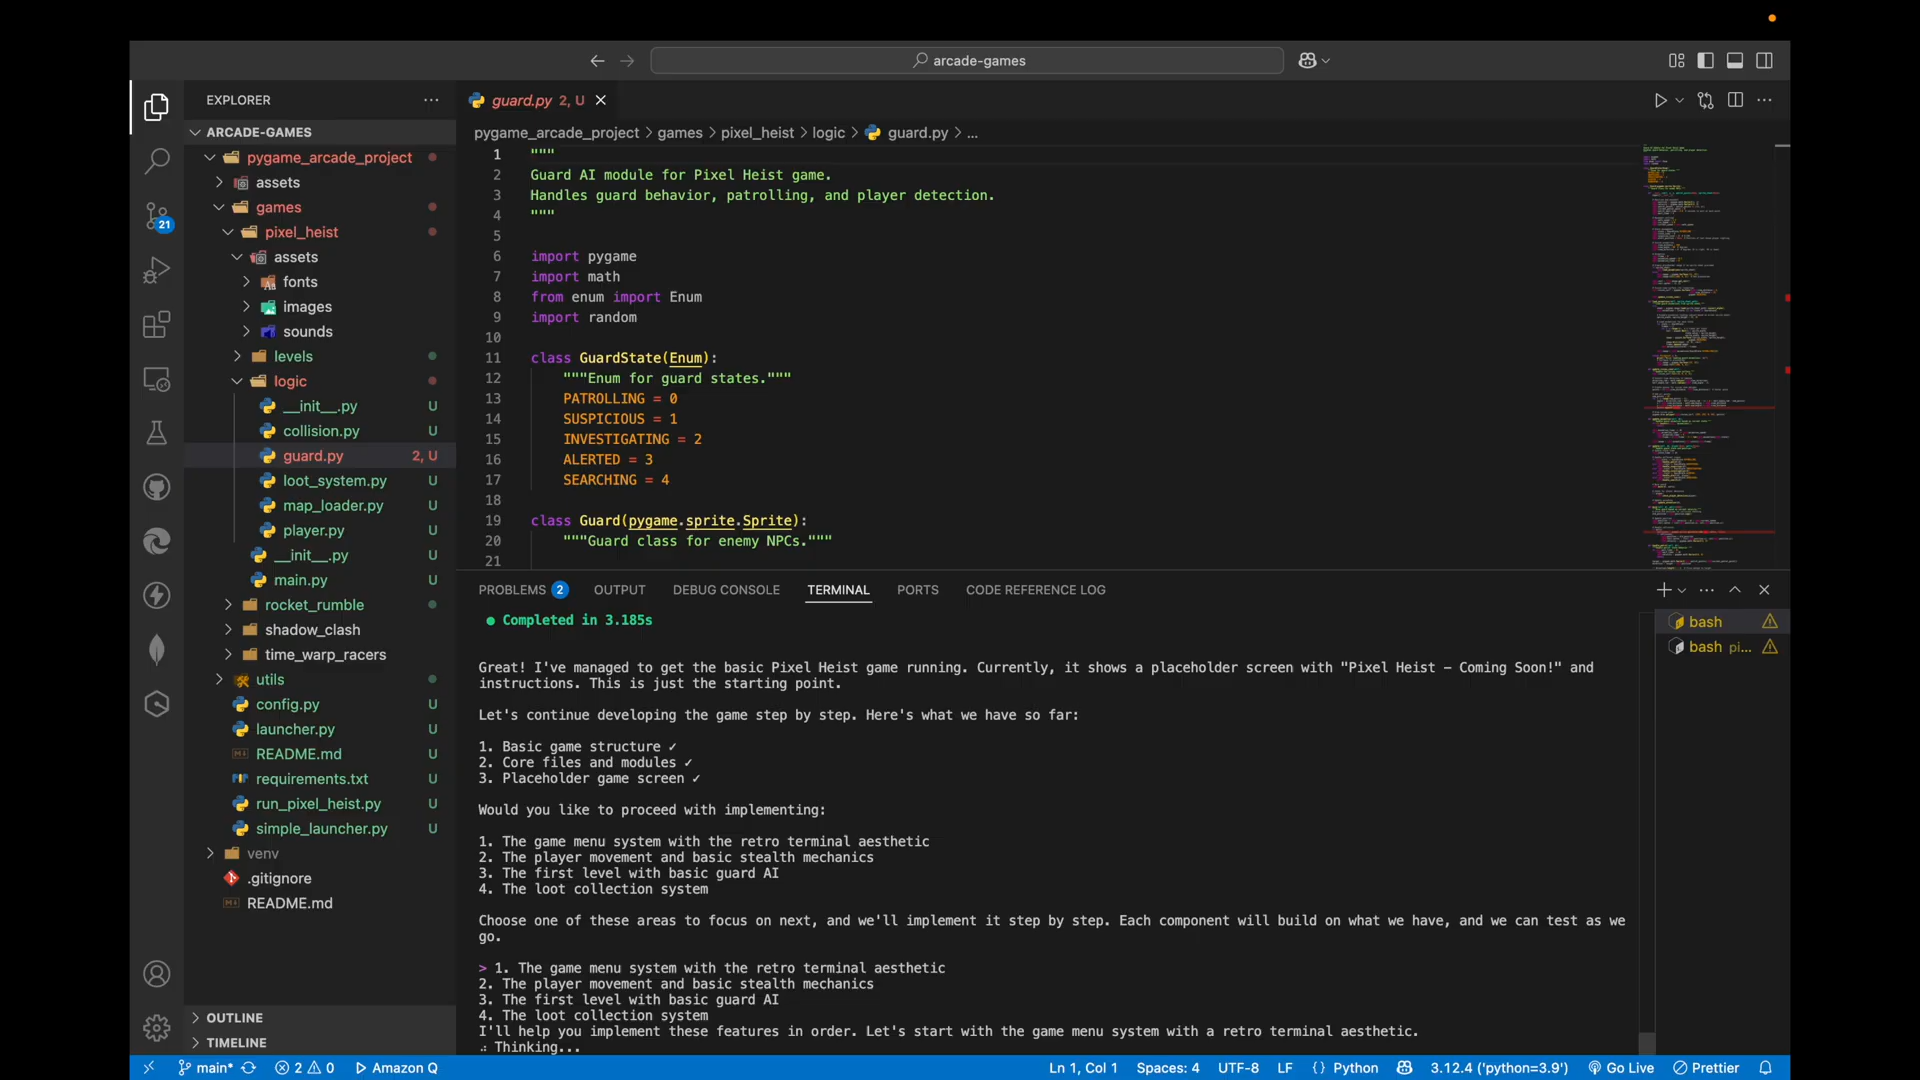 arcade-games
EXPLORER
guard.py 2, U
ARCADE-GAMES
pygame_arcade_project
assets
games
pixel_heist
assets
fonts
images
sounds
levels
logic
__init__.py U
collision.py U
guard.py 2, U
loot_system.py U
map_loader.py U
player.py U
__init__.py U
main.py U
rocket_rumble
shadow_clash
time_warp_racers
utils
config.py U
launcher.py U
README.md U
requirements.txt U
run_pixel_heist.py U
simple_launcher.py U
venv
.gitignore
README.md
OUTLINE
TIMELINE
21
pygame_arcade_project > games > pixel_heist > logic > guard.py > ...
1 """
2 Guard AI module for Pixel Heist game.
3 Handles guard behavior, patrolling, and player detection.
4 """
5
6 import pygame
7 import math
8 from enum import Enum
9 import random
10
11 class GuardState(Enum):
12 """Enum for guard states."""
13 PATROLLING = 0
14 SUSPICIOUS = 1
15 INVESTIGATING = 2
16 ALERTED = 3
17 SEARCHING = 4
18
19 class Guard(pygame.sprite.Sprite):
20 """Guard class for enemy NPCs."""
21
PROBLEMS 2 OUTPUT DEBUG CONSOLE TERMINAL PORTS CODE REFERENCE LOG
● Completed in 3.185s
Great! I've managed to get the basic Pixel Heist game running. Currently, it shows a placeholder screen with "Pixel Heist – Coming Soon!" and
instructions. This is just the starting point.
Let's continue developing the game step by step. Here's what we have so far:
1. Basic game structure ✓
2. Core files and modules ✓
3. Placeholder game screen ✓
Would you like to proceed with implementing:
1. The game menu system with the retro terminal aesthetic
2. The player movement and basic stealth mechanics
3. The first level with basic guard AI
4. The loot collection system
Choose one of these areas to focus on next, and we'll implement it step by step. Each component will build on what we have, and we can test as we
go.
> 1. The game menu system with the retro terminal aesthetic
2. The player movement and basic stealth mechanics
3. The first level with basic guard AI
4. The loot collection system
I'll help you implement these features in order. Let's start with the game menu system with a retro terminal aesthetic.
Thinking...
bash
bash pi...
main* 2 0 Amazon Q Ln 1, Col 1 Spaces: 4 UTF-8 LF {} Python 3.12.4 ('python=3.9') Go Live Prettier